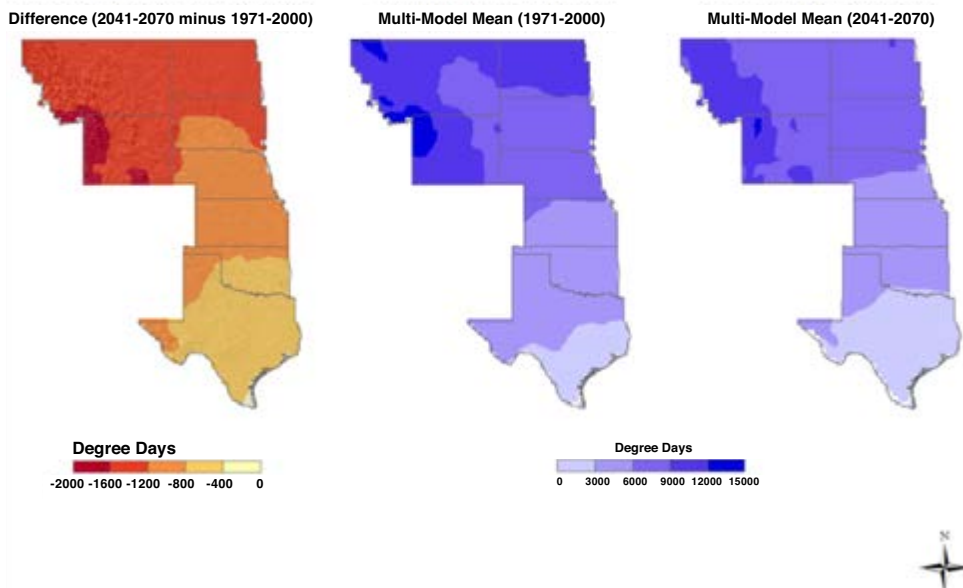 Difference (2041-2070 minus 1971-2000)
Multi-Model Mean (1971-2000)
Multi-Model Mean (2041-2070)
Degree Days
-2000 -1600 -1200 -800 -400 0
Degree Days
0 3000 6000 9000 12000 15000
N